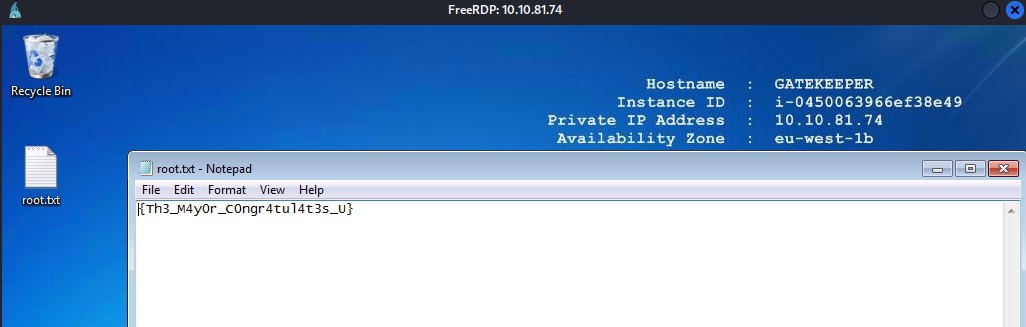 FreeRDP: 10.10.81.74
Recycle Bin
Hostname : GATEKEEPER
Instance ID : i-0450063966ef38e49
Private IP Address : 10.10.81.74
Availability Zone : eu-west-1b
root.txt
root.txt - Notepad
File Edit Format View Help
{Th3_M4y0r_C0ngr4tul4t3s_U}